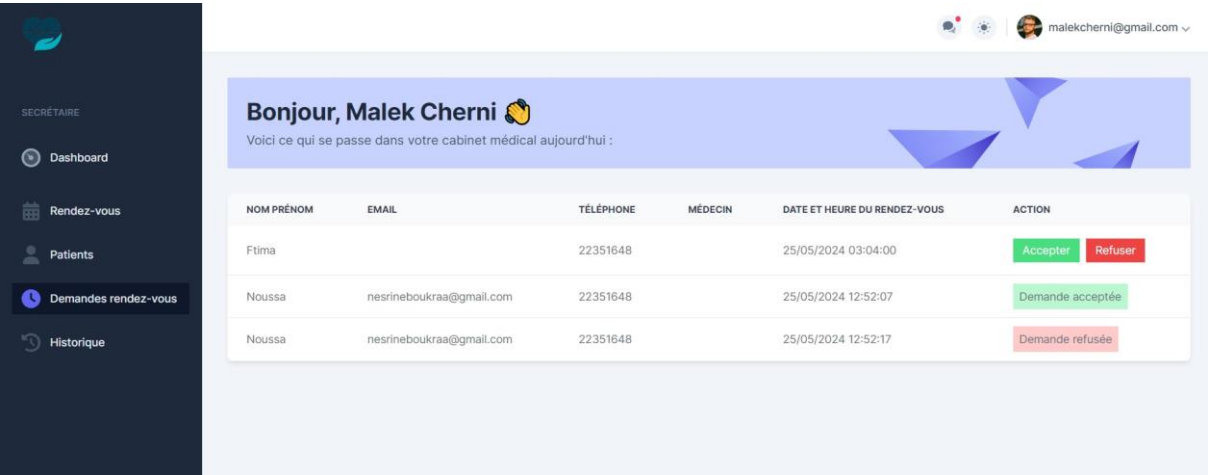 malekcherni@gmail.com
SECRÉTAIRE
Dashboard
Rendez-vous
Patients
Demandes rendez-vous
Historique
Bonjour, Malek Cherni 👋
Voici ce qui se passe dans votre cabinet médical aujourd'hui :
NOM PRÉNOM EMAIL TÉLÉPHONE MÉDECIN DATE ET HEURE DU RENDEZ-VOUS ACTION
Ftima 22351648 25/05/2024 03:04:00 Accepter Refuser
Noussa nesrineboukraa@gmail.com 22351648 25/05/2024 12:52:07 Demande acceptée
Noussa nesrineboukraa@gmail.com 22351648 25/05/2024 12:52:17 Demande refusée